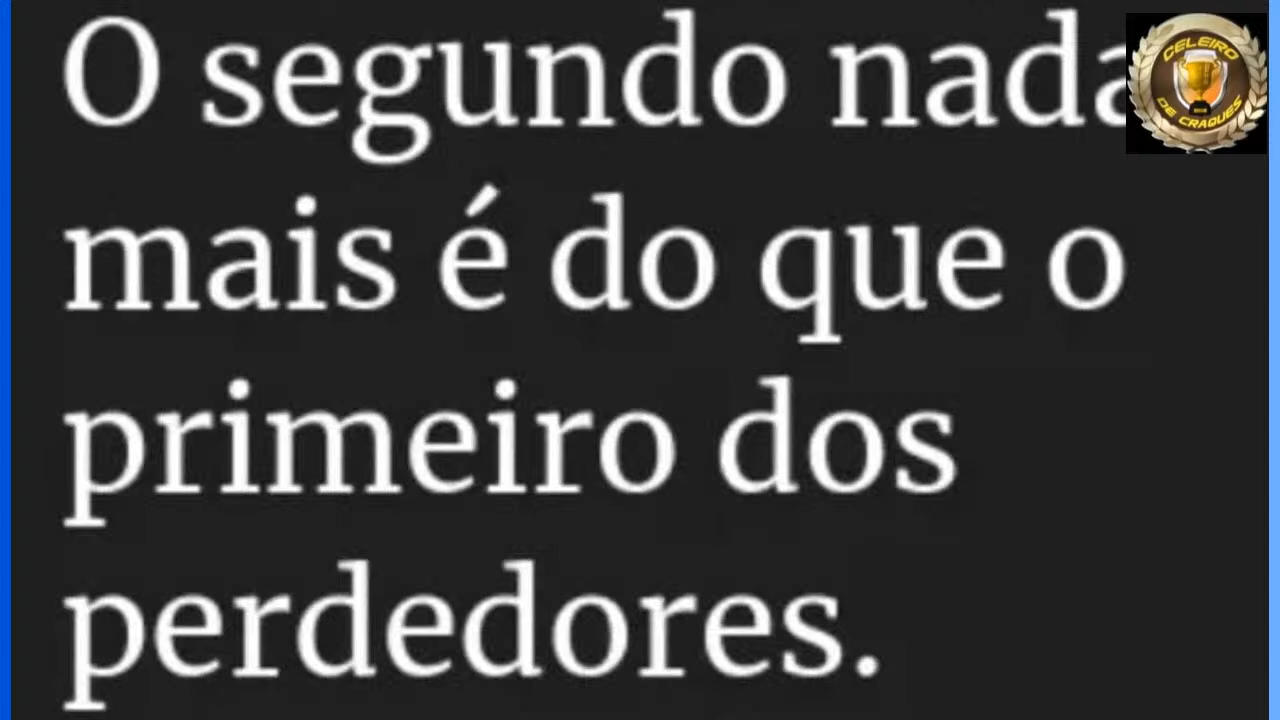 O segundo nada
mais é do que o
primeiro dos
perdedores.
CELEIRO
DE CRAQUES